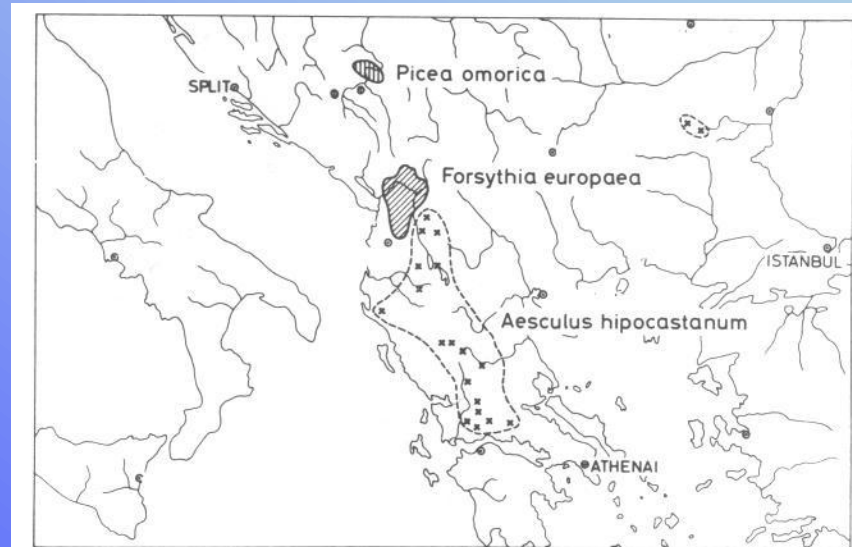 Picea omorica
SPLIT
Forsythia europaea
ISTANBUL
Aesculus hipocastanum
ATHENAI